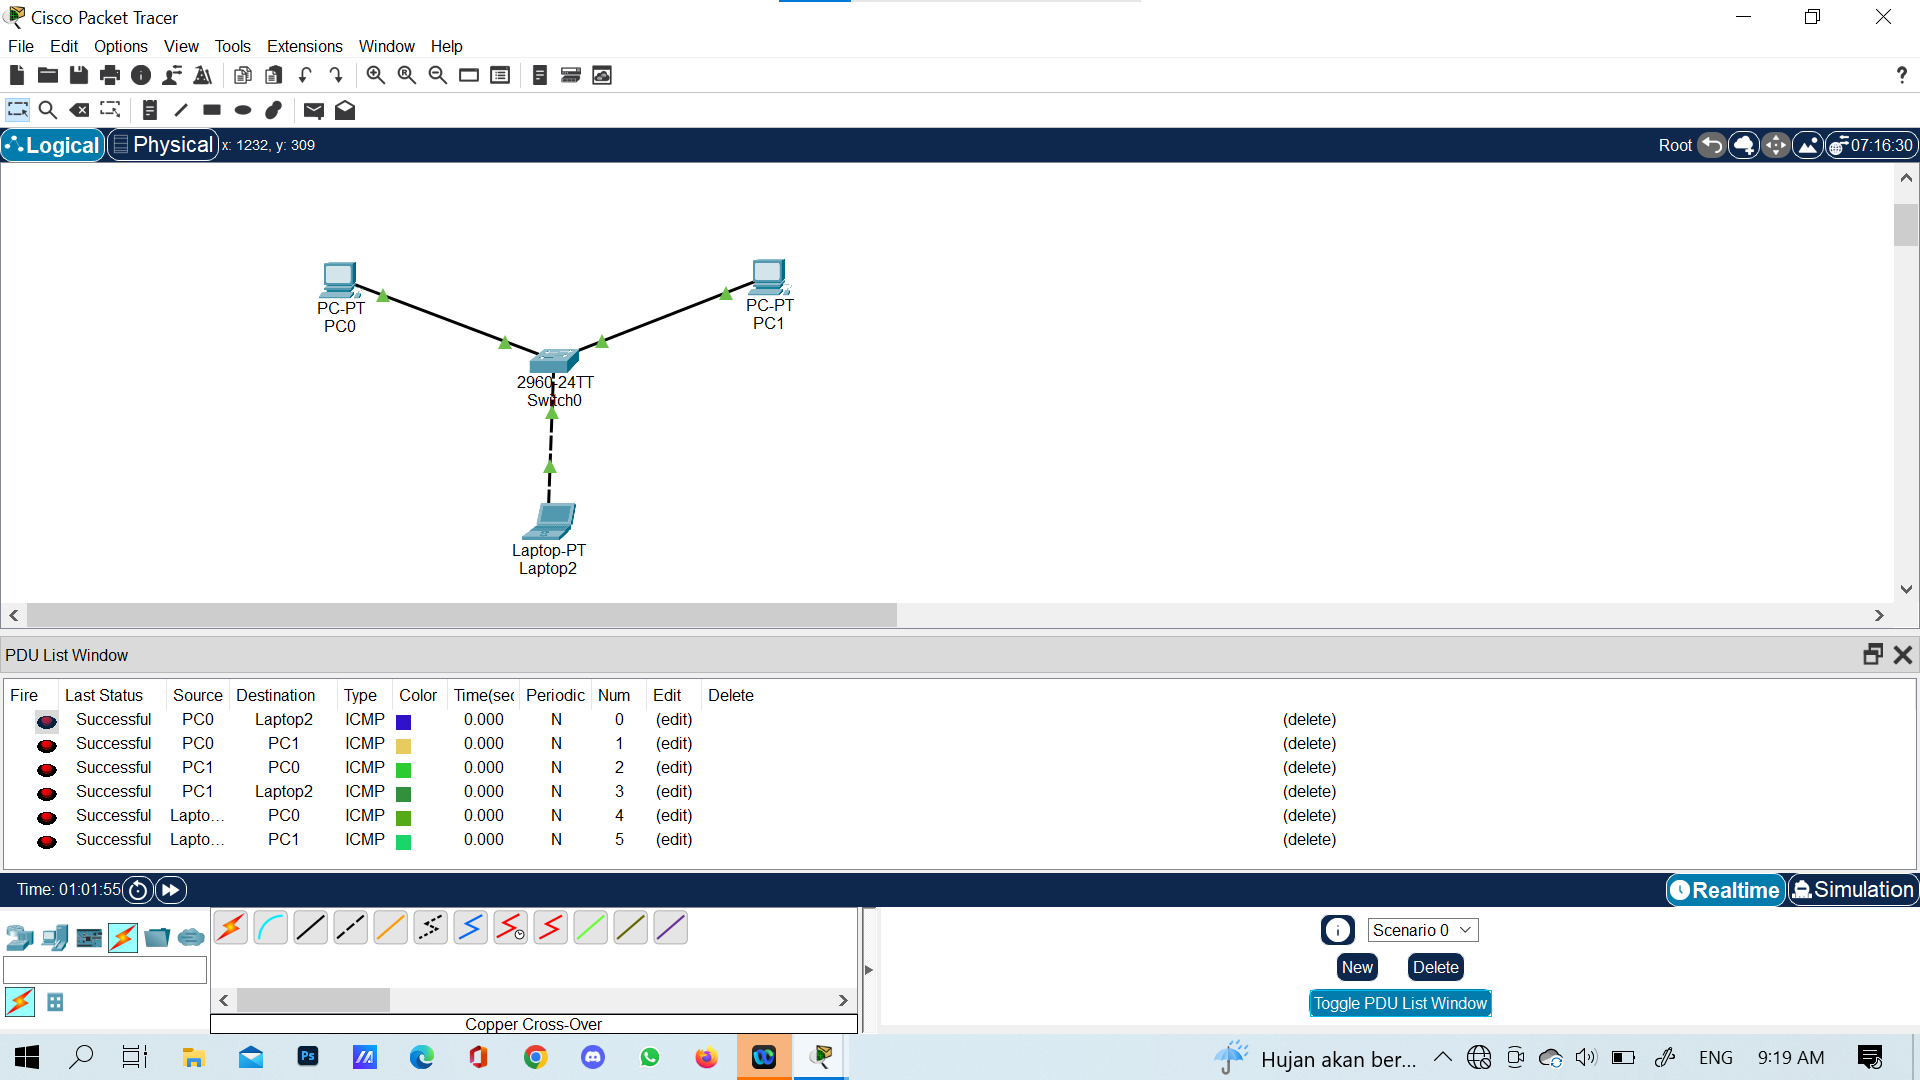 Cisco Packet Tracer
File Edit Options View Tools Extensions Window Help
?
Logical Physical x: 1232, y: 309 Root 07:16:30
PC-PT
PC0
PC-PT
PC1
2960-24TT
Switch0
Laptop-PT
Laptop2
PDU List Window
Fire Last Status Source Destination Type Color Time(sec Periodic Num Edit Delete
Successful PC0 Laptop2 ICMP 0.000 N 0 (edit) (delete)
Successful PC0 PC1 ICMP 0.000 N 1 (edit) (delete)
Successful PC1 PC0 ICMP 0.000 N 2 (edit) (delete)
Successful PC1 Laptop2 ICMP 0.000 N 3 (edit) (delete)
Successful Lapto... PC0 ICMP 0.000 N 4 (edit) (delete)
Successful Lapto... PC1 ICMP 0.000 N 5 (edit) (delete)
Time: 01:01:55 Realtime Simulation
Scenario 0
New Delete
Toggle PDU List Window
Copper Cross-Over
Ps Hujan akan ber... ENG 9:19 AM